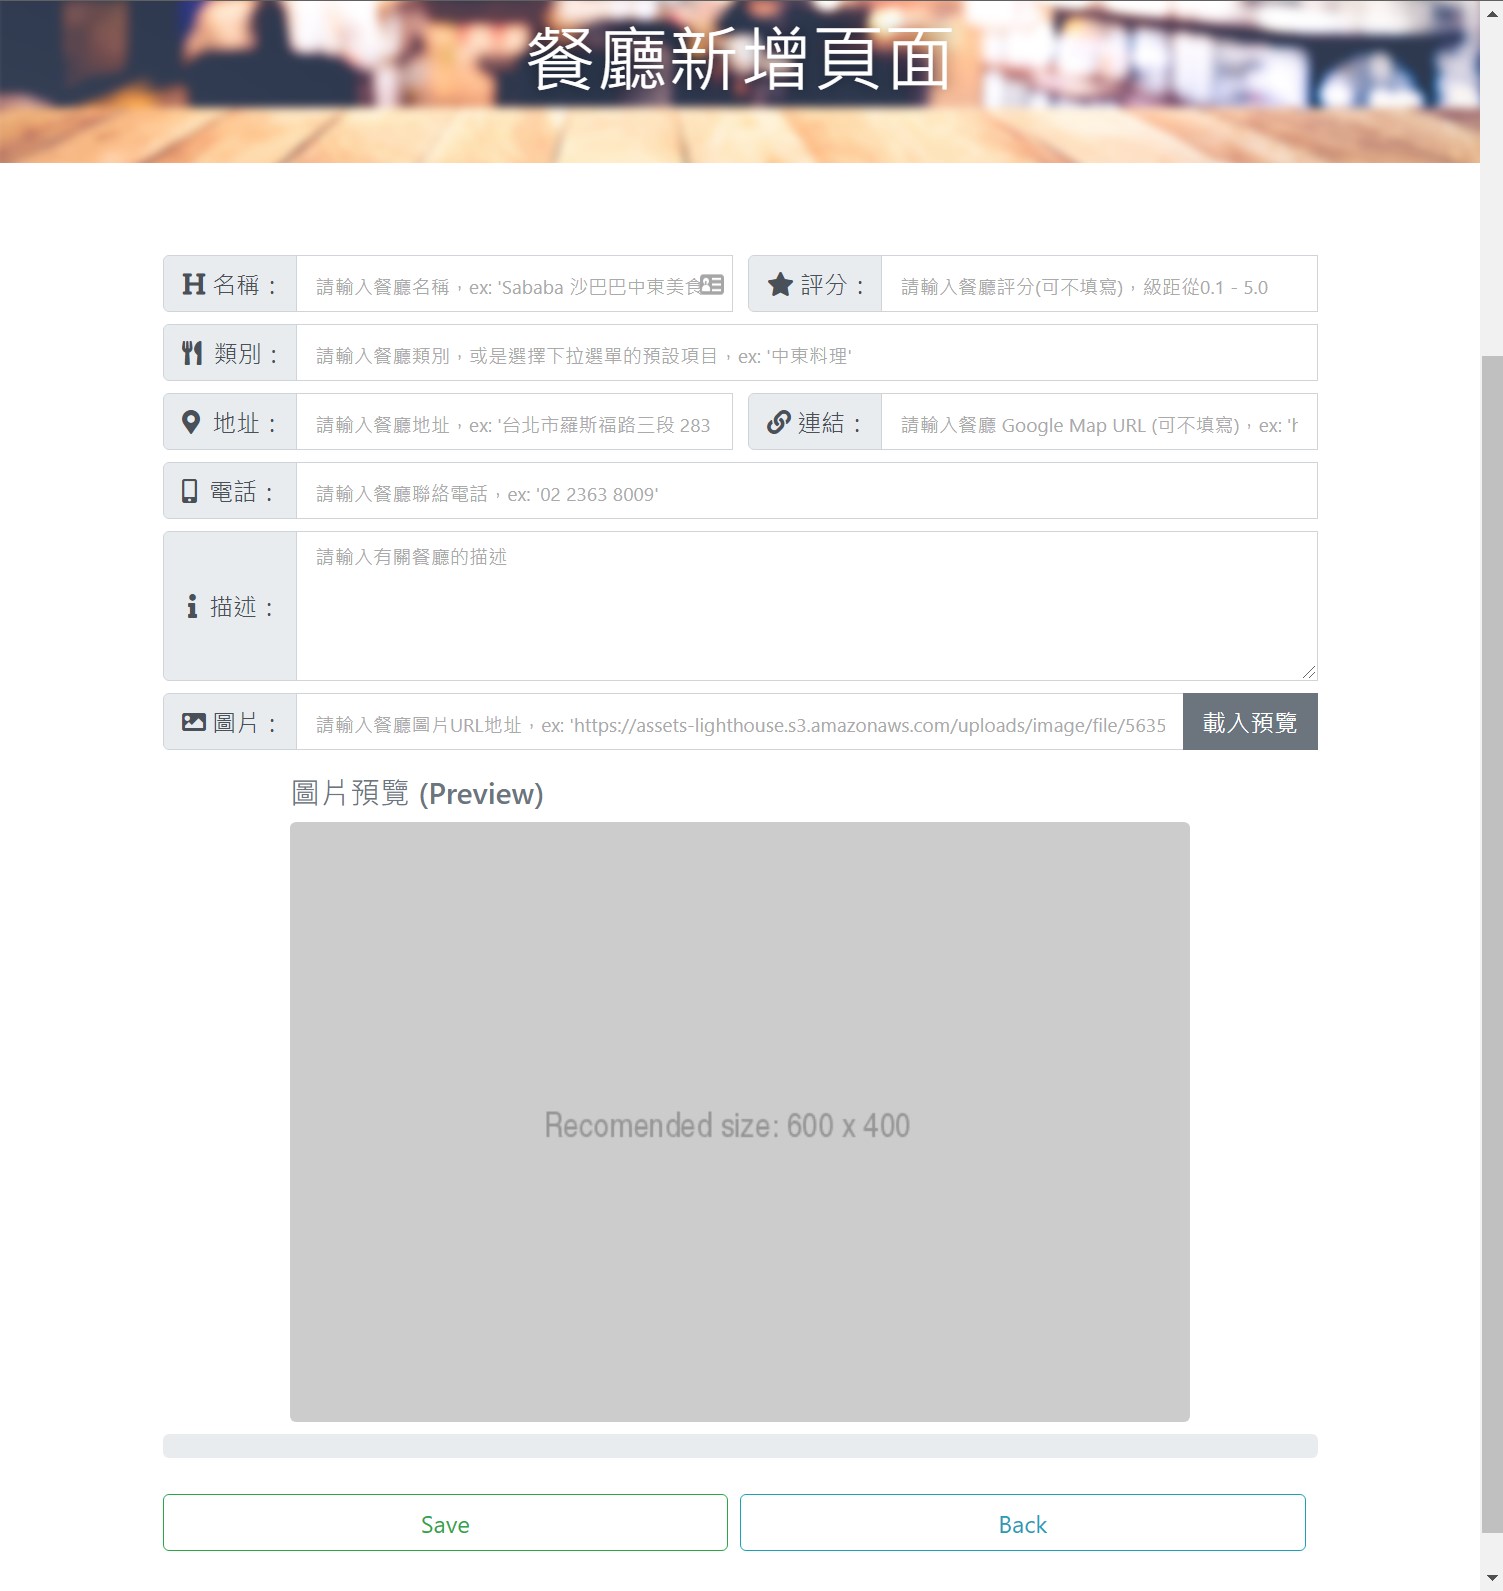 餐廳新增頁面
名稱：
請輸入餐廳名稱，ex: 'Sababa 沙巴巴中東美食
評分：
請輸入餐廳評分(可不填寫)，級距從0.1 - 5.0
類別：
請輸入餐廳類別，或是選擇下拉選單的預設項目，ex: '中東料理'
地址：
請輸入餐廳地址，ex: '台北市羅斯福路三段 283
連結：
請輸入餐廳 Google Map URL (可不填寫)，ex: 'h
電話：
請輸入餐廳聯絡電話，ex: '02 2363 8009'
描述：
請輸入有關餐廳的描述
圖片：
請輸入餐廳圖片URL地址，ex: 'https://assets-lighthouse.s3.amazonaws.com/uploads/image/file/5635
載入預覽
圖片預覽 (Preview)
Recomended size: 600 x 400
Save
Back